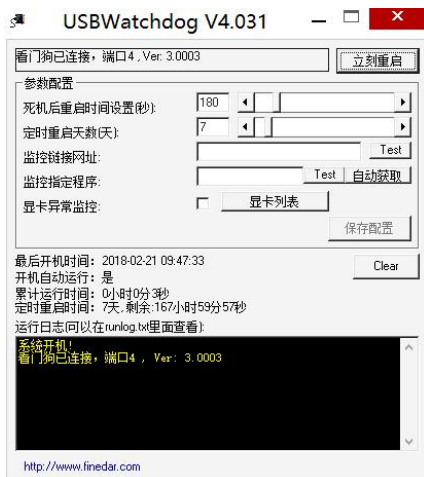 USBWatchdog V4.031
看门狗已连接，端口4 , Ver: 3.0003
立刻重启
参数配置
死机后重启时间设置(秒): 180
定时重启天数(天): 7
监控链接网址: Test
监控指定程序: Test 自动获取
显卡异常监控: 显卡列表
保存配置
最后开机时间： 2018-02-21 09:47:33
Clear
开机自动运行： 是
累计运行时间： 0小时0分3秒
定时重启时间： 7天,剩余:167小时59分57秒
运行日志(可以在runlog.txt里面查看):
系统开机!
看门狗已连接，端口4 , Ver: 3.0003
http://www.finedar.com